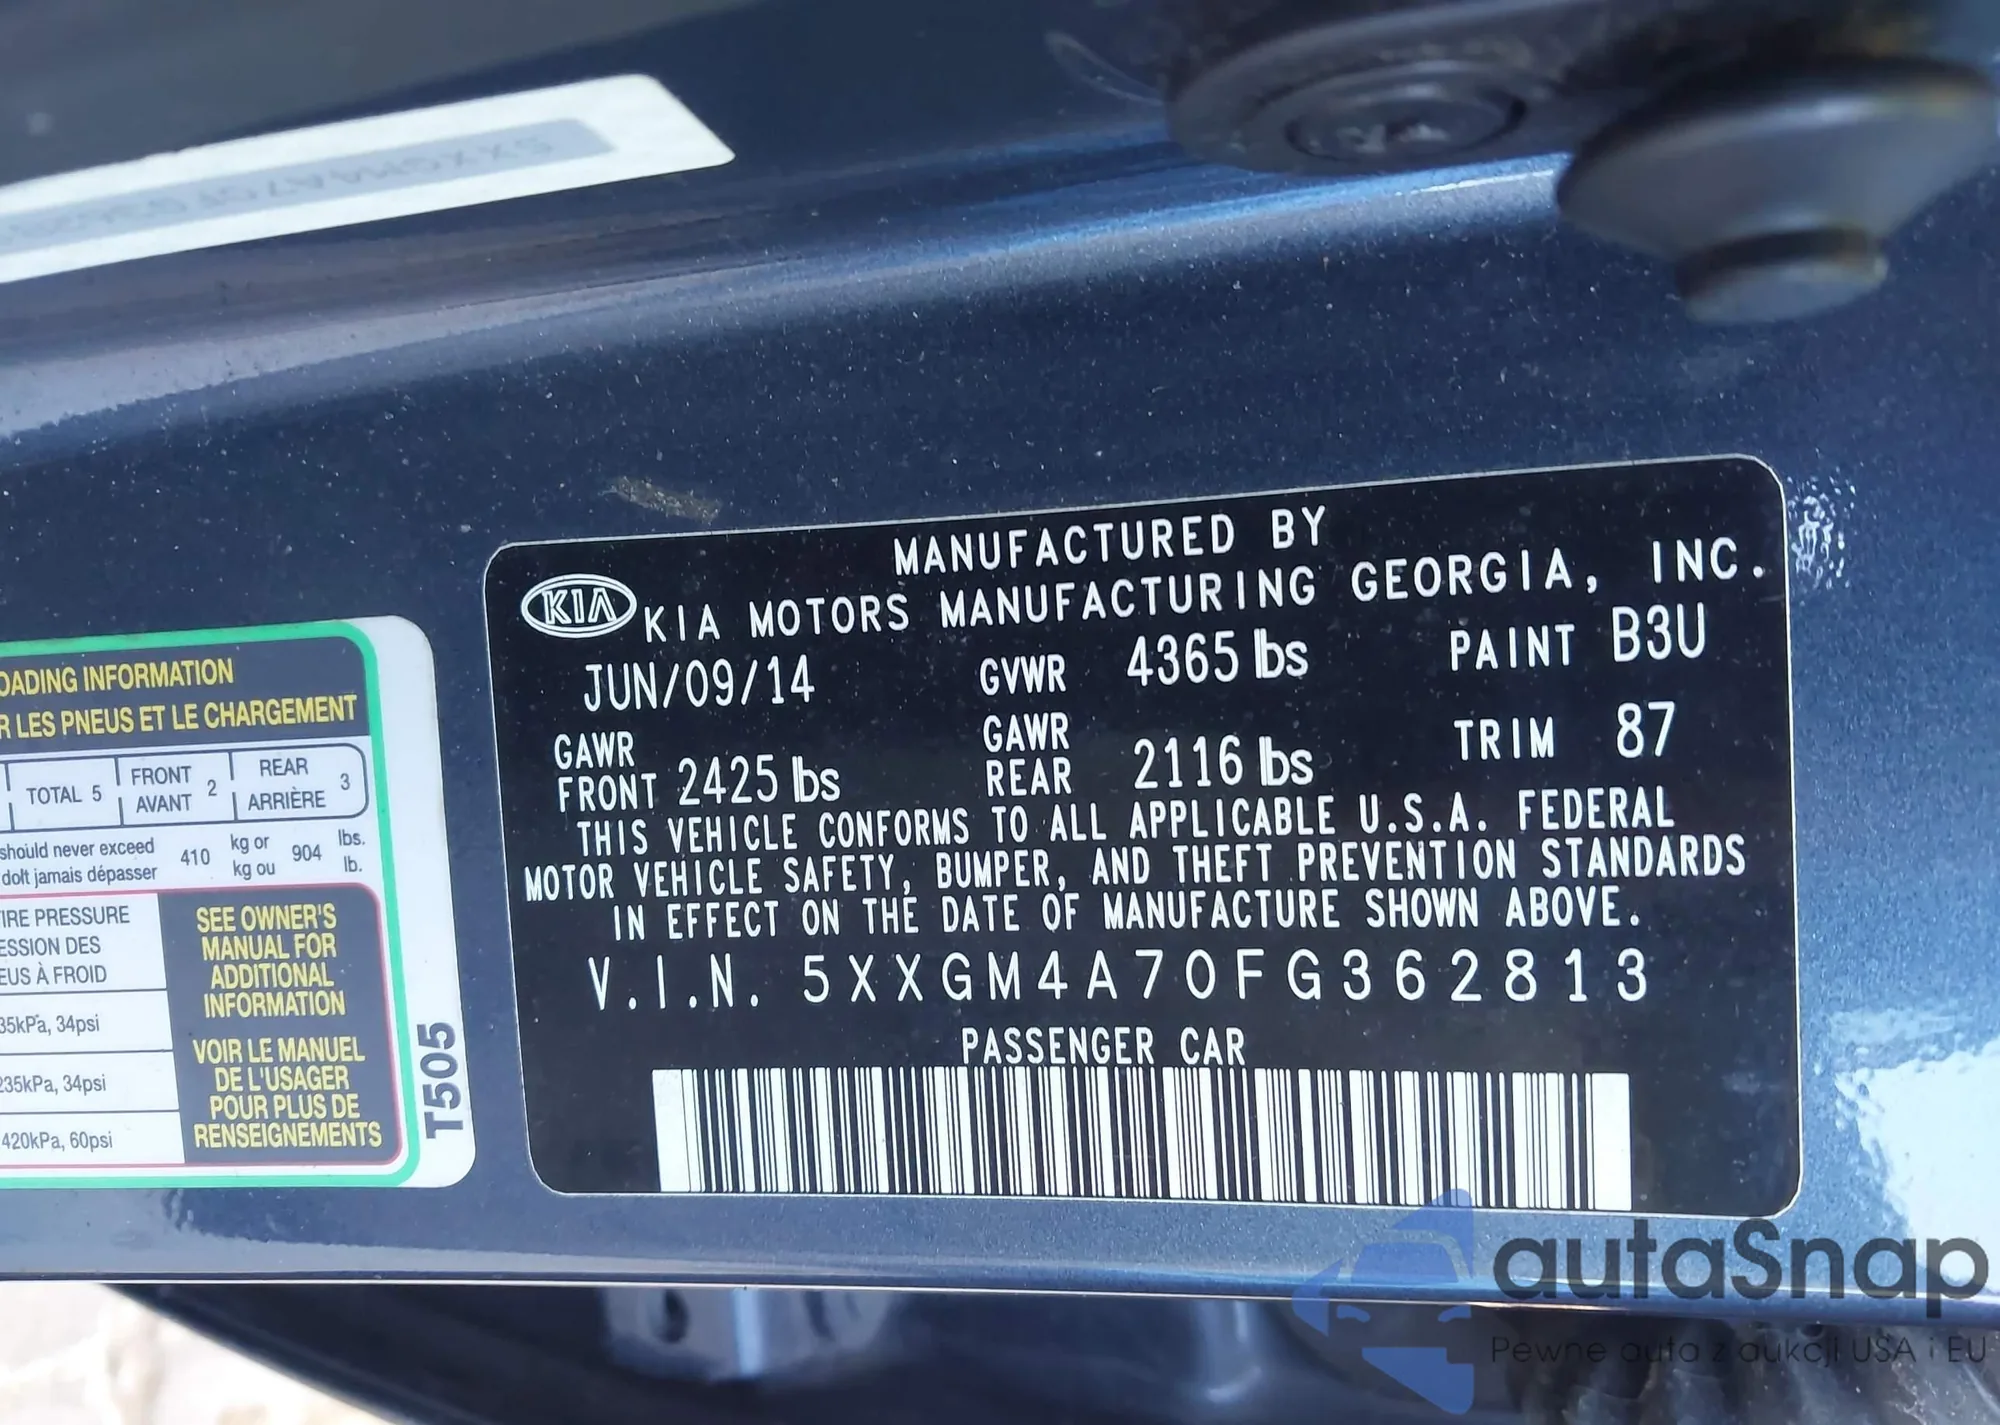 MANUFACTURED BY
KIA KIA MOTORS MANUFACTURING GEORGIA, INC.
JUN/09/14 GVWR 4365 lbs PAINT B3U
GAWR FRONT 2425 lbs GAWR REAR 2116 lbs TRIM 87
THIS VEHICLE CONFORMS TO ALL APPLICABLE U.S.A. FEDERAL
MOTOR VEHICLE SAFETY, BUMPER, AND THEFT PREVENTION STANDARDS
IN EFFECT ON THE DATE OF MANUFACTURE SHOWN ABOVE.
V.I.N. 5XXGM4A70FG362813
PASSENGER CAR
OADING INFORMATION
R LES PNEUS ET LE CHARGEMENT
TOTAL 5 FRONT AVANT 2 REAR ARRIÈRE 3
should never exceed 410 kg or 904 lbs.
doit jamais dépasser kg ou lb.
IRE PRESSURE
ESSION DES
EUS À FROID
35kPa, 34psi
235kPa, 34psi
420kPa, 60psi
SEE OWNER'S
MANUAL FOR
ADDITIONAL
INFORMATION
VOIR LE MANUEL
DE L'USAGER
POUR PLUS DE
RENSEIGNEMENTS
T505
autaSnap
Pewne auta z aukcji USA i EU